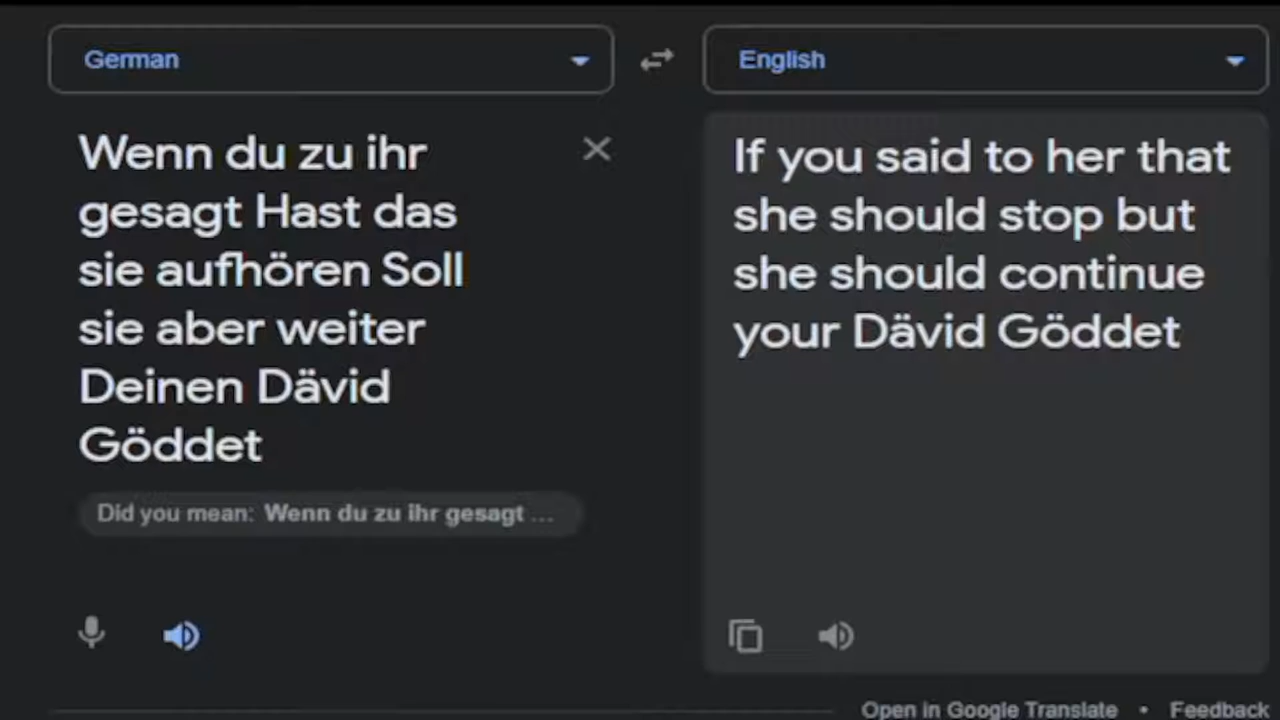 German
English
Wenn du zu ihr
gesagt Hast das
sie aufhören Soll
sie aber weiter
Deinen Dävid
Göddet
If you said to her that
she should stop but
she should continue
your Dävid Göddet
Did you mean: Wenn du zu ihr gesagt ...
Open in Google Translate • Feedback